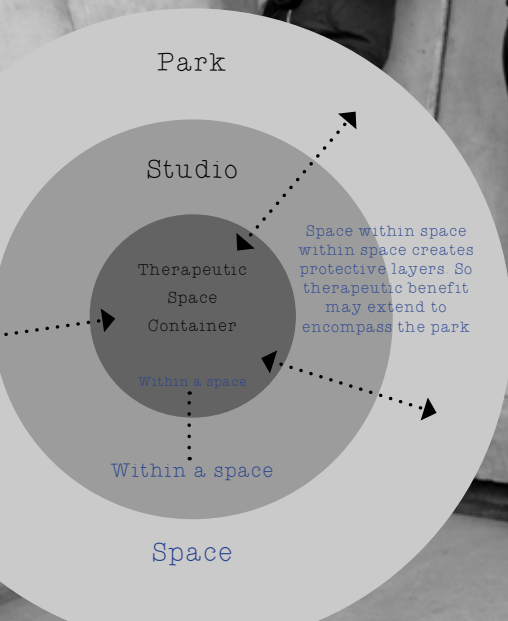 Park
Studio
Space within space
within space creates
protective layers. So
therapeutic benefit
may extend to
encompass the park
Therapeutic
Space
Container
Within a space
Within a space
Space